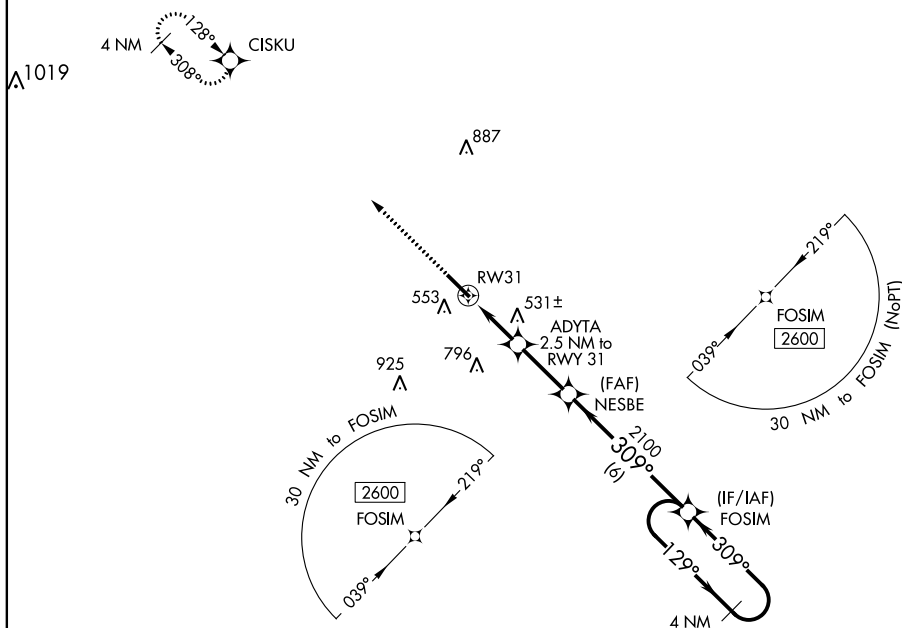 4 NM
128°
308°
CISKU
1019
887
RW31
553
531±
ADYTA
2.5 NM to
RWY 31
796
925
(FAF)
NESBE
219°
FOSIM
2600
039°
30 NM to FOSIM (NoPT)
30 NM to FOSIM
2600
FOSIM
219°
039°
2100
309°
(6)
(IF/IAF)
FOSIM
309°
129°
4 NM